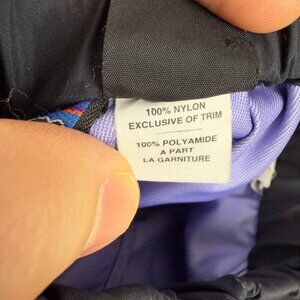 100% NYLON
EXCLUSIVE OF TRIM
100% POLYAMIDE
A PART
LA GARNITURE